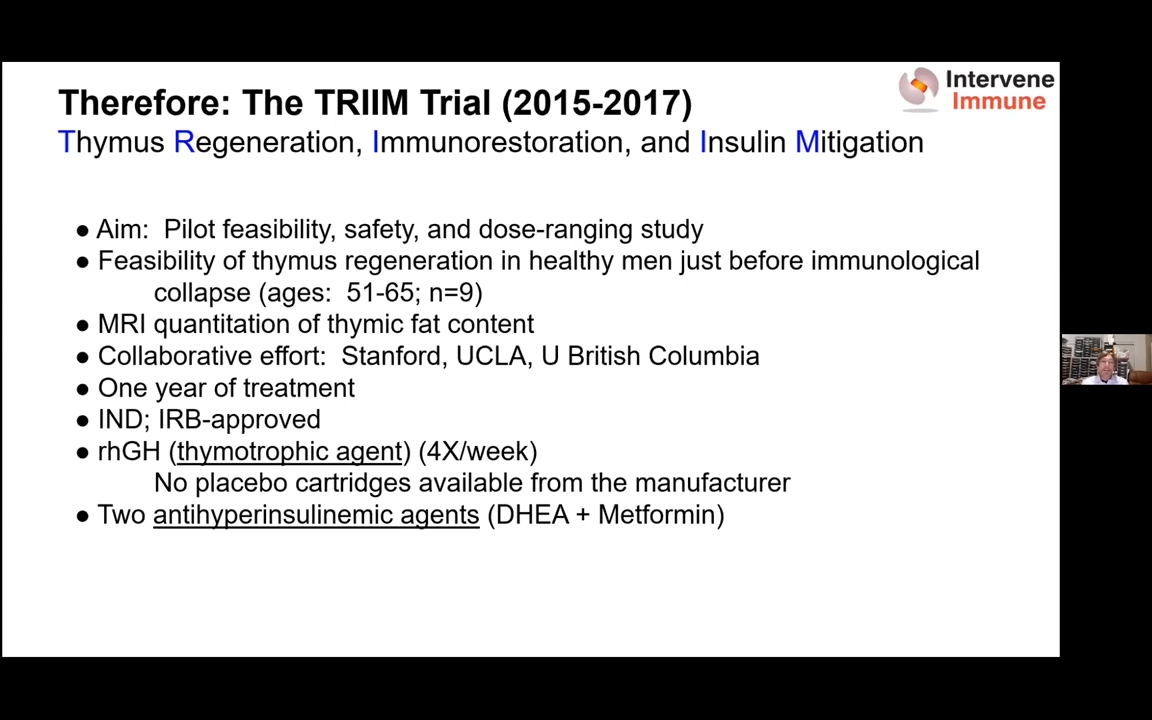 Intervene
Immune
Therefore: The TRIIM Trial (2015-2017)
Thymus Regeneration, Immunorestoration, and Insulin Mitigation
● Aim:  Pilot feasibility, safety, and dose-ranging study
● Feasibility of thymus regeneration in healthy men just before immunological
collapse (ages:  51-65; n=9)
● MRI quantitation of thymic fat content
● Collaborative effort:  Stanford, UCLA, U British Columbia
● One year of treatment
● IND; IRB-approved
● rhGH (thymotrophic agent) (4X/week)
No placebo cartridges available from the manufacturer
● Two antihyperinsulinemic agents (DHEA + Metformin)